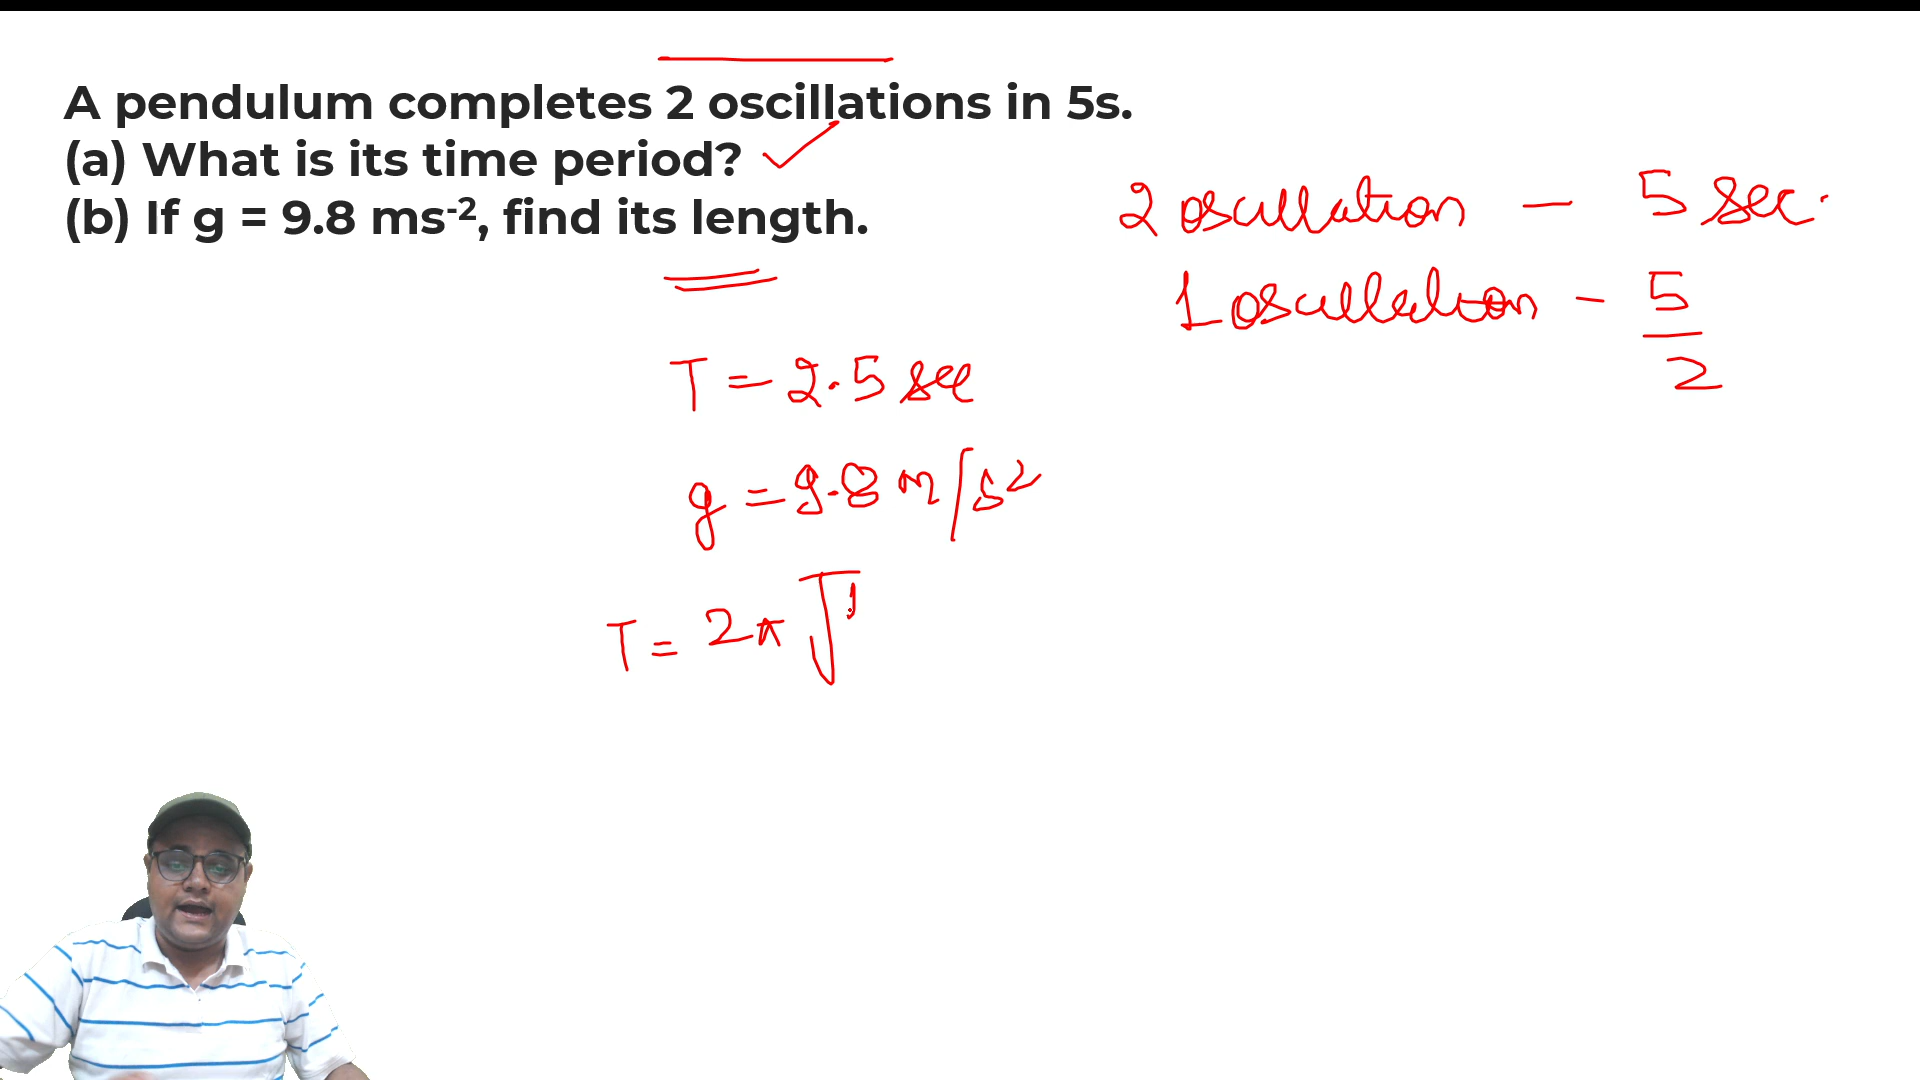 A pendulum completes 2 oscillations in 5s.
(a) What is its time period?
(b) If g = 9.8 ms⁻², find its length.
2 oscillation - 5 sec.
1 oscillation - 5/2
T = 2.5 sec
g = 9.8 m/s²
T = 2π √l